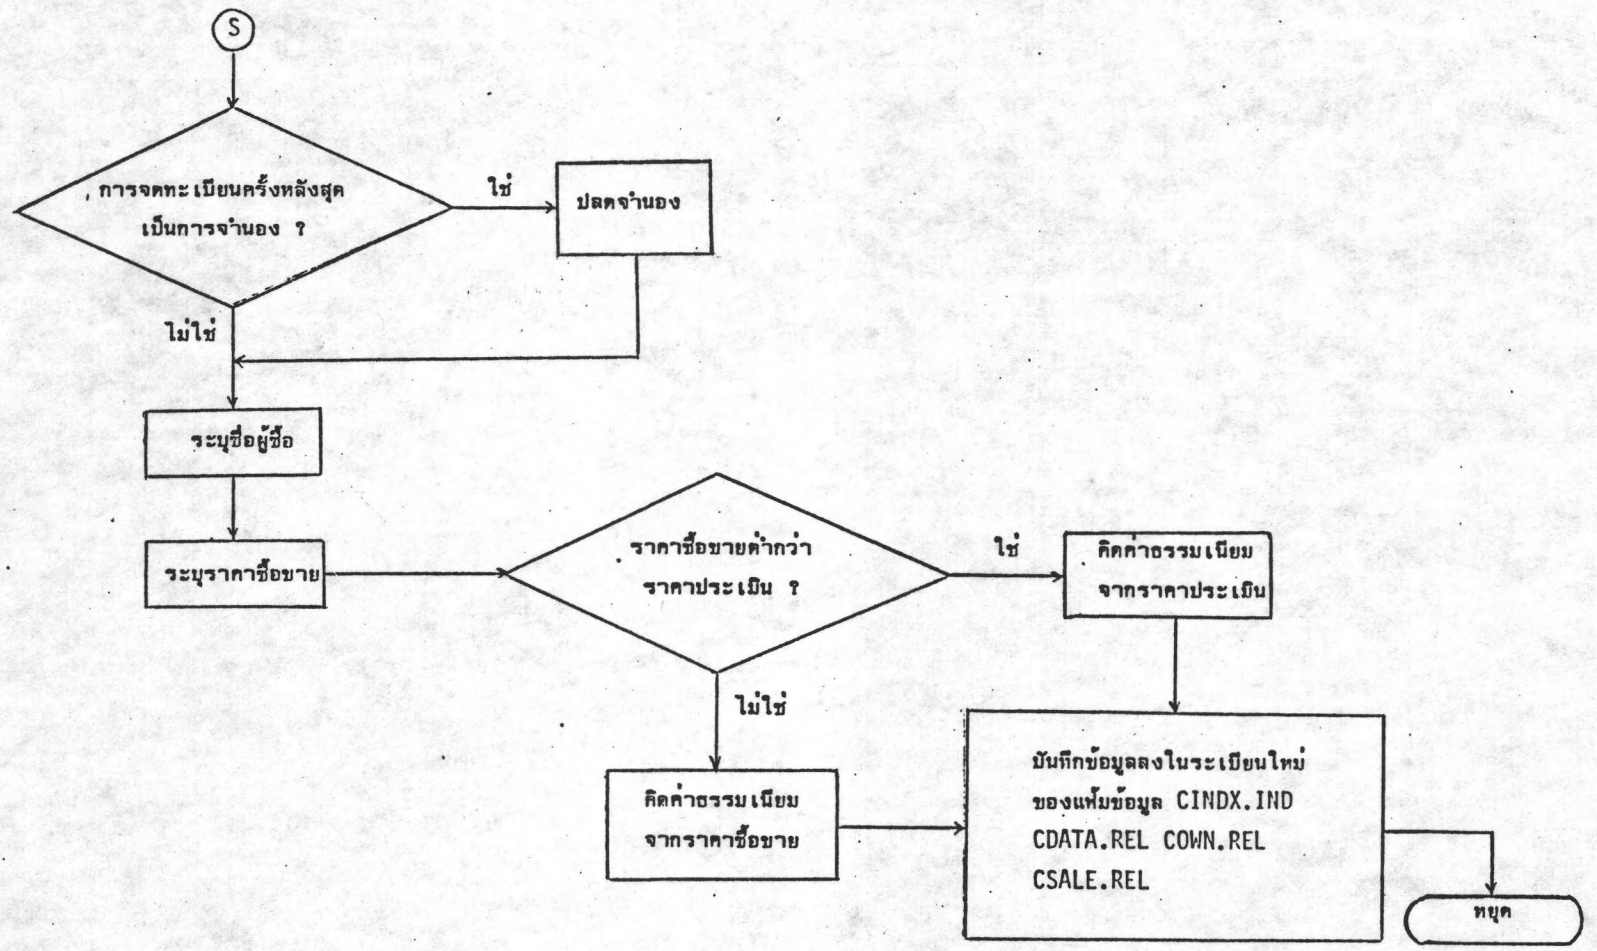 S
การจดทะเบียนครั้งหลังสุด
เป็นการจำนอง ?
ใช่
ปลดจำนอง
ไม่ใช่
ระบุชื่อผู้ซื้อ
ระบุราคาซื้อขาย
ราคาซื้อขายต่ำกว่า
ราคาประเมิน ?
ใช่
คิดค่าธรรมเนียม
จากราคาประเมิน
ไม่ใช่
คิดค่าธรรมเนียม
จากราคาซื้อขาย
บันทึกข้อมูลลงในระเบียนใหม่
ของแฟ้มข้อมูล CINDX.IND
CDATA.REL COWN.REL
CSALE.REL
หยุด